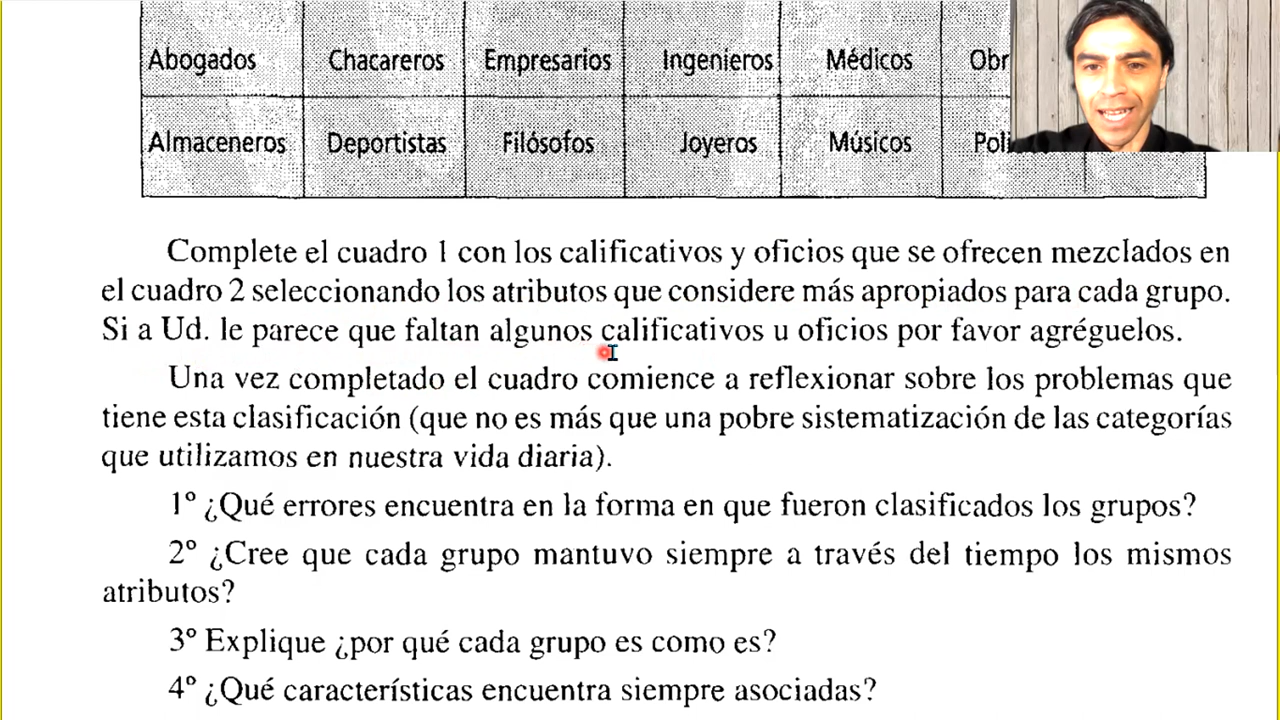 Abogados Chacareros Empresarios Ingenieros Médicos
Almaceneros Deportistas Filósofos Joyeros Músicos
Complete el cuadro 1 con los calificativos y oficios que se ofrecen mezclados en
el cuadro 2 seleccionando los atributos que considere más apropiados para cada grupo.
Si a Ud. le parece que faltan algunos calificativos u oficios por favor agréguelos.
Una vez completado el cuadro comience a reflexionar sobre los problemas que
tiene esta clasificación (que no es más que una pobre sistematización de las categorías
que utilizamos en nuestra vida diaria).
1º ¿Qué errores encuentra en la forma en que fueron clasificados los grupos?
2º ¿Cree que cada grupo mantuvo siempre a través del tiempo los mismos
atributos?
3º Explique ¿por qué cada grupo es como es?
4º ¿Qué características encuentra siempre asociadas?